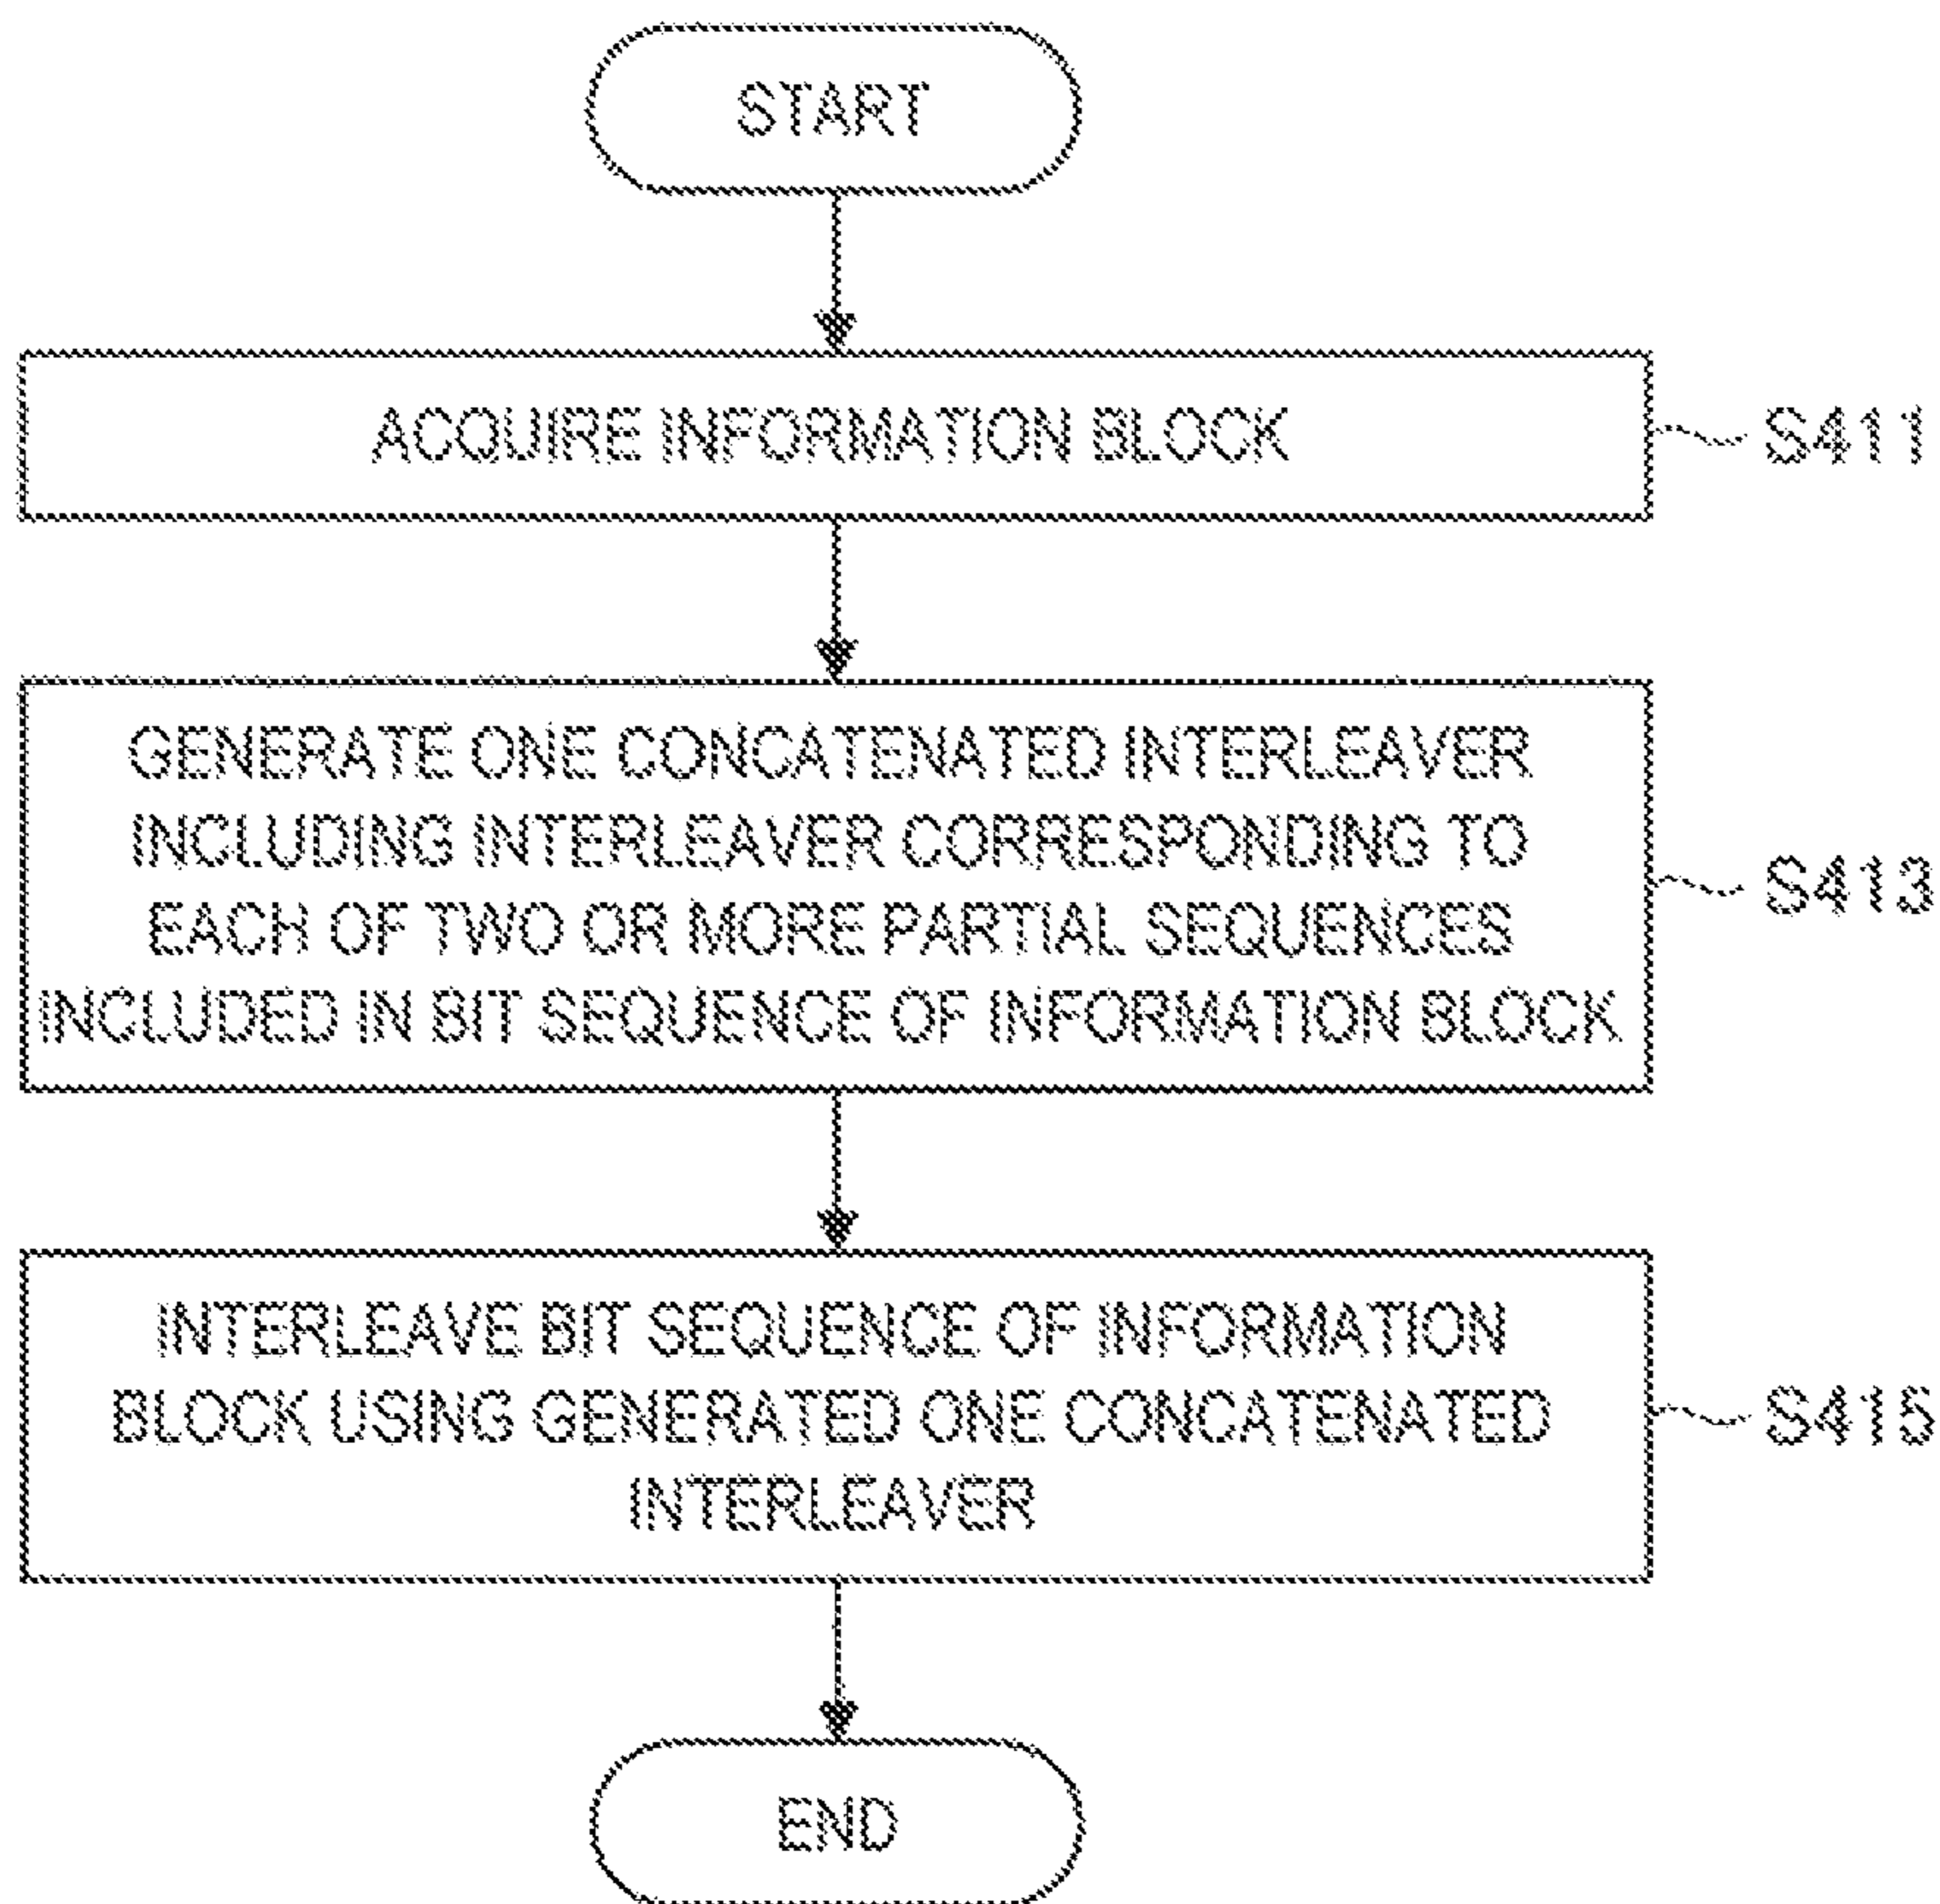 START
ACQUIRE INFORMATION BLOCK
S411
GENERATE ONE CONCATENATED INTERLEAVER
INCLUDING INTERLEAVER CORRESPONDING TO
EACH OF TWO OR MORE PARTIAL SEQUENCES
INCLUDED IN BIT SEQUENCE OF INFORMATION BLOCK
S413
INTERLEAVE BIT SEQUENCE OF INFORMATION
BLOCK USING GENERATED ONE CONCATENATED
INTERLEAVER
S415
END